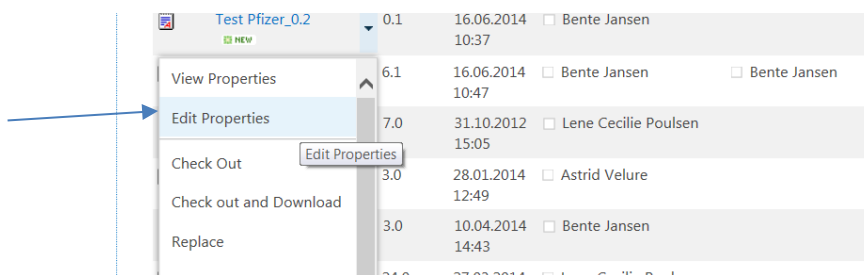 Test Pfizer_0.2 0.1 16.06.2014 Bente Jansen
NEW 10:37
View Properties 6.1 16.06.2014 Bente Jansen Bente Jansen
10:47
Edit Properties 7.0 31.10.2012 Lene Cecilie Poulsen
15:05
Edit Properties
Check Out 3.0 28.01.2014 Astrid Velure
12:49
Check out and Download
3.0 10.04.2014 Bente Jansen
Replace 14:43